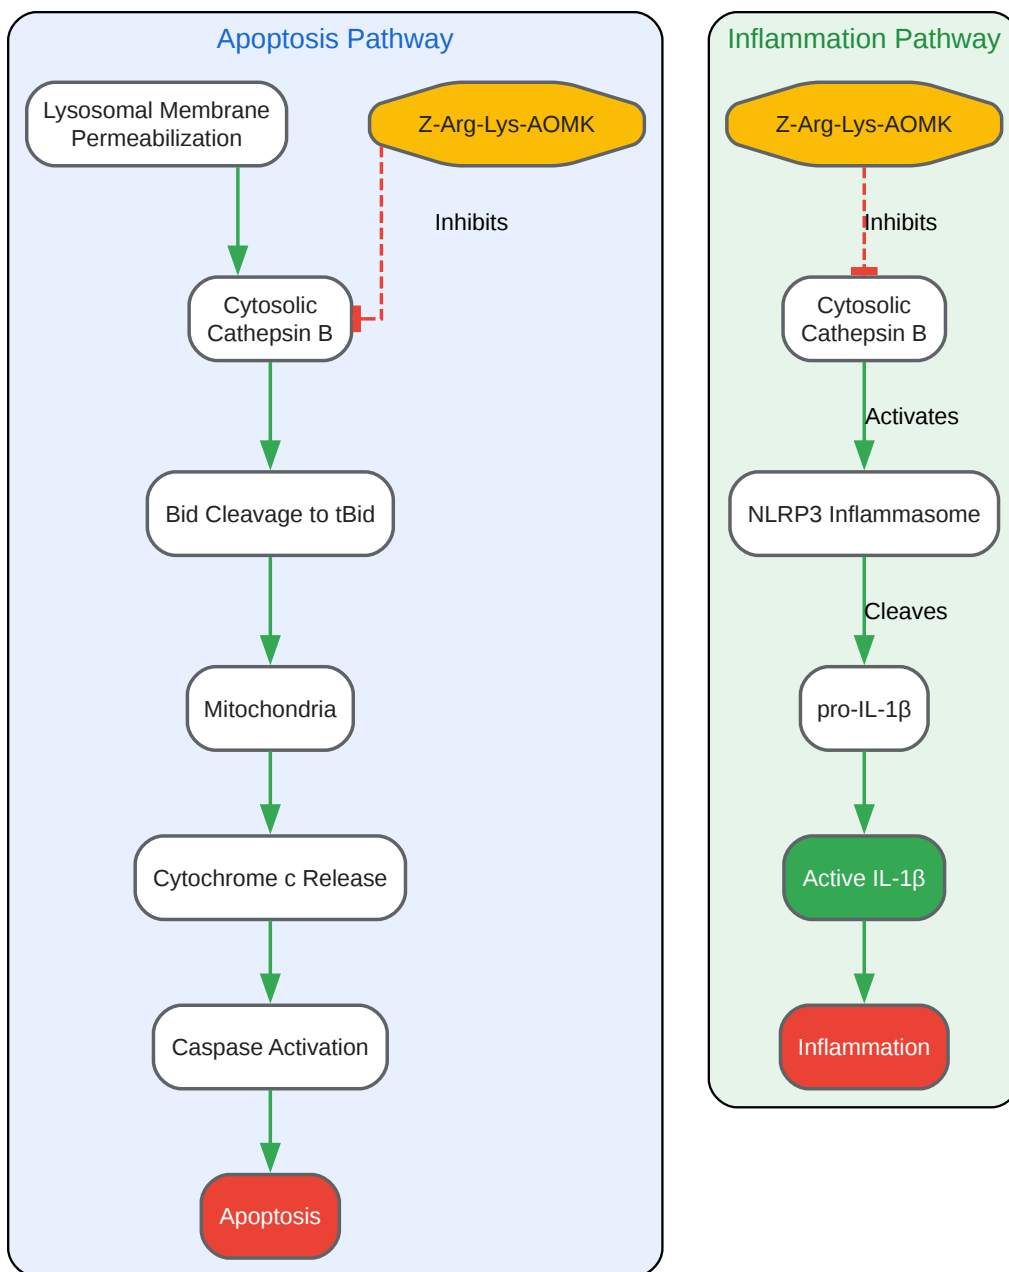 Apoptosis Pathway
Lysosomal Membrane
Permeabilization
Z-Arg-Lys-AOMK
Inhibits
Cytosolic
Cathepsin B
Bid Cleavage to tBid
Mitochondria
Cytochrome c Release
Caspase Activation
Apoptosis
Inflammation Pathway
Z-Arg-Lys-AOMK
Inhibits
Cytosolic
Cathepsin B
Activates
NLRP3 Inflammasome
Cleaves
pro-IL-1β
Active IL-1β
Inflammation